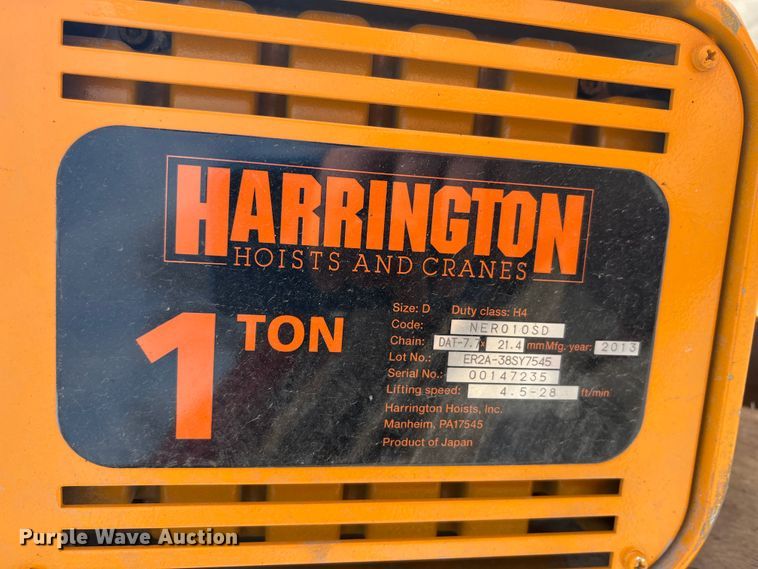 HARRINGTON
HOISTS AND CRANES
1 TON
Size: D Duty class: H4
Code: NER010SD
Chain: DAT-7.7x 21.4 mm Mfg. year: 2013
Lot No.: ER2A-38SY7545
Serial No.: 00147235
Lifting speed: 4.5-28 ft/min
Harrington Hoists, Inc.
Manheim, PA17545
Product of Japan
Purple Wave Auction